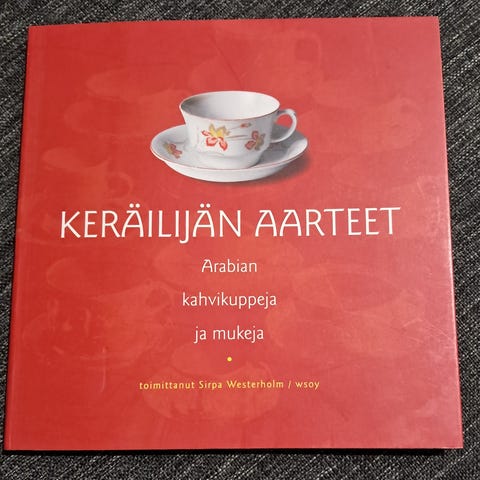 KERÄILIJÄN AARTEET
Arabian
kahvikuppeja
ja mukeja
toimittanut Sirpa Westerholm / wsoy